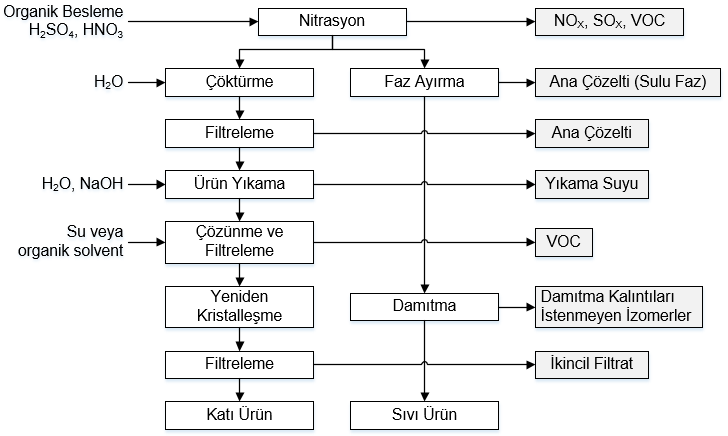 Organik Besleme
H2SO4, HNO3
Nitrasyon
NOX, SOX, VOC
H2O
Çöktürme
Faz Ayırma
Ana Çözelti (Sulu Faz)
Filtreleme
Ana Çözelti
H2O, NaOH
Ürün Yıkama
Yıkama Suyu
Su veya
organik solvent
Çözünme ve
Filtreleme
VOC
Yeniden
Kristalleşme
Damıtma
Damıtma Kalıntıları
İstenmeyen İzomerler
Filtreleme
İkincil Filtrat
Katı Ürün
Sıvı Ürün